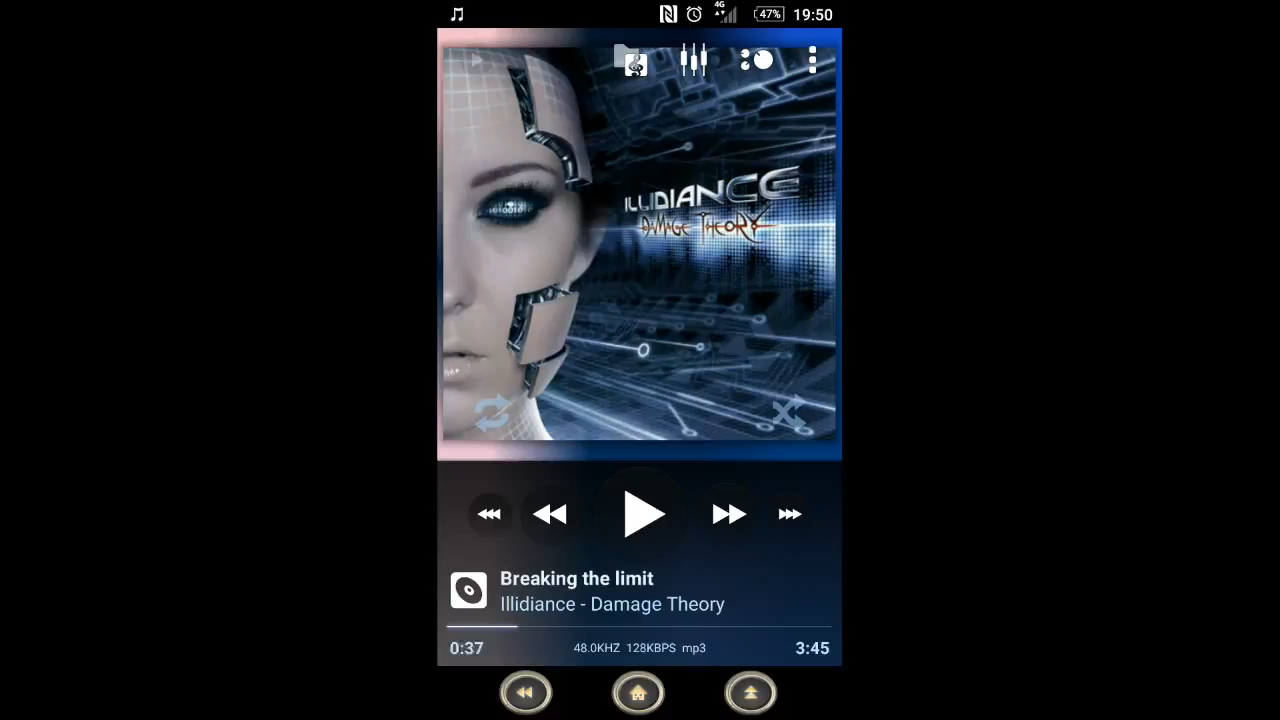 4G
47% 19:50
ILLIDIANCE
DAMAGE THEORY
Breaking the limit
Illidiance - Damage Theory
0:37 48.0KHZ 128KBPS mp3 3:45